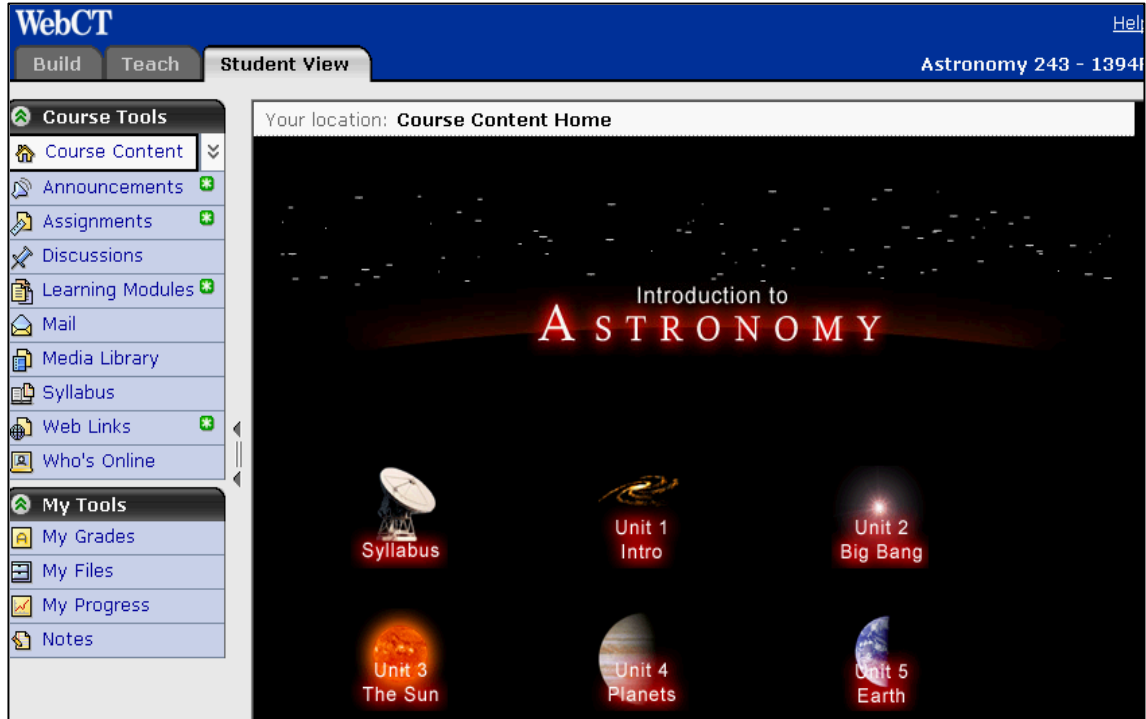 WebCT
Help
Build Teach Student View
Astronomy 243 - 1394
Course Tools
Course Content
Announcements
Assignments
Discussions
Learning Modules
Mail
Media Library
Syllabus
Web Links
Who's Online
My Tools
A My Grades
My Files
My Progress
Notes
Your location: Course Content Home
Introduction to
ASTRONOMY
Syllabus
Unit 1
Intro
Unit 2
Big Bang
Unit 3
The Sun
Unit 4
Planets
Unit 5
Earth